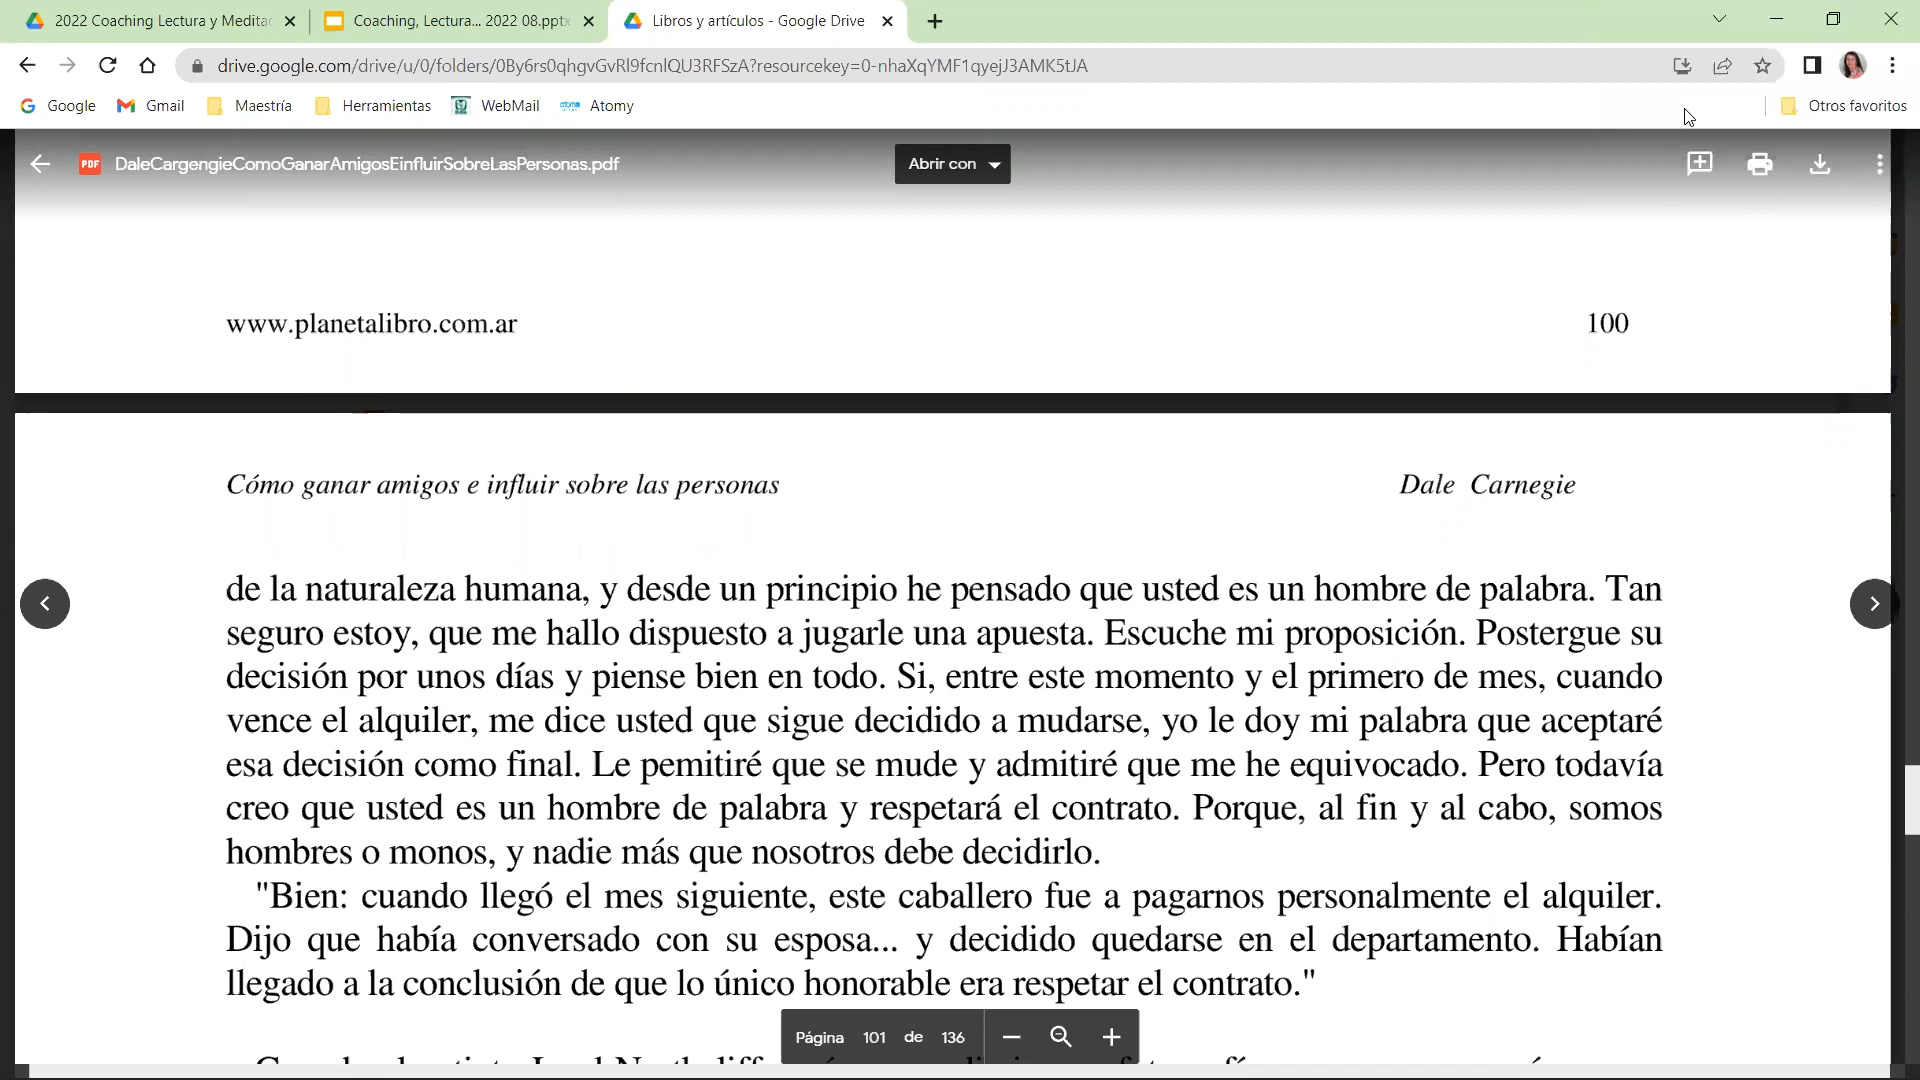 2022 Coaching Lectura y Medita
Coaching, Lectura... 2022 08.pptx
Libros y artículos - Google Drive
drive.google.com/drive/u/0/folders/0By6rs0qhgvGvRl9fcnlQU3RFSzA?resourcekey=0-nhaXqYMF1qyejJ3AMK5tJA
Google
Gmail
Maestría
Herramientas
WebMail
atomy
Atomy
Otros favoritos
PDF
DaleCargengieComoGanarAmigosEinfluirSobreLasPersonas.pdf
Abrir con
www.planetalibro.com.ar 100
Cómo ganar amigos e influir sobre las personas Dale Carnegie
de la naturaleza humana, y desde un principio he pensado que usted es un hombre de palabra. Tan
seguro estoy, que me hallo dispuesto a jugarle una apuesta. Escuche mi proposición. Postergue su
decisión por unos días y piense bien en todo. Si, entre este momento y el primero de mes, cuando
vence el alquiler, me dice usted que sigue decidido a mudarse, yo le doy mi palabra que aceptaré
esa decisión como final. Le pemitiré que se mude y admitiré que me he equivocado. Pero todavía
creo que usted es un hombre de palabra y respetará el contrato. Porque, al fin y al cabo, somos
hombres o monos, y nadie más que nosotros debe decidirlo.
"Bien: cuando llegó el mes siguiente, este caballero fue a pagarnos personalmente el alquiler.
Dijo que había conversado con su esposa... y decidido quedarse en el departamento. Habían
llegado a la conclusión de que lo único honorable era respetar el contrato."
Página 101 de 136